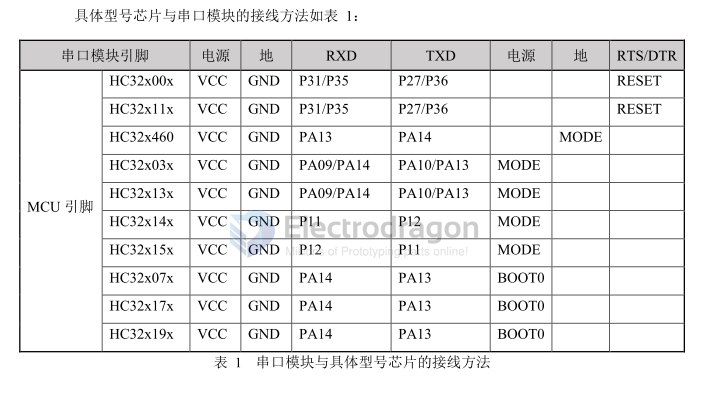 具体型号芯片与串口模块的接线方法如表 1：
串口模块引脚 电源 地 RXD TXD 电源 地 RTS/DTR
HC32x00x VCC GND P31/P35 P27/P36 RESET
HC32x11x VCC GND P31/P35 P27/P36 RESET
HC32x460 VCC GND PA13 PA14 MODE
HC32x03x VCC GND PA09/PA14 PA10/PA13 MODE
HC32x13x VCC GND PA09/PA14 PA10/PA13 MODE
MCU 引脚
HC32x14x VCC GND P11 P12 MODE
Electrodragon
HC32x15x VCC GND P12 P11 MODE
Masters of Prototyping parts online!
HC32x07x VCC GND PA14 PA13 BOOT0
HC32x17x VCC GND PA14 PA13 BOOT0
HC32x19x VCC GND PA14 PA13 BOOT0
表 1 串口模块与具体型号芯片的接线方法